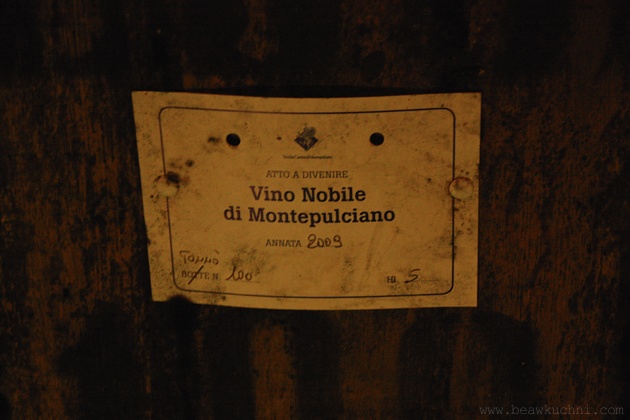 ATTO A DIVENIRE
Vino Nobile
di Montepulciano
ANNATA 2009
BOTTE N. 100
HL 5
www.beawkuchni.com